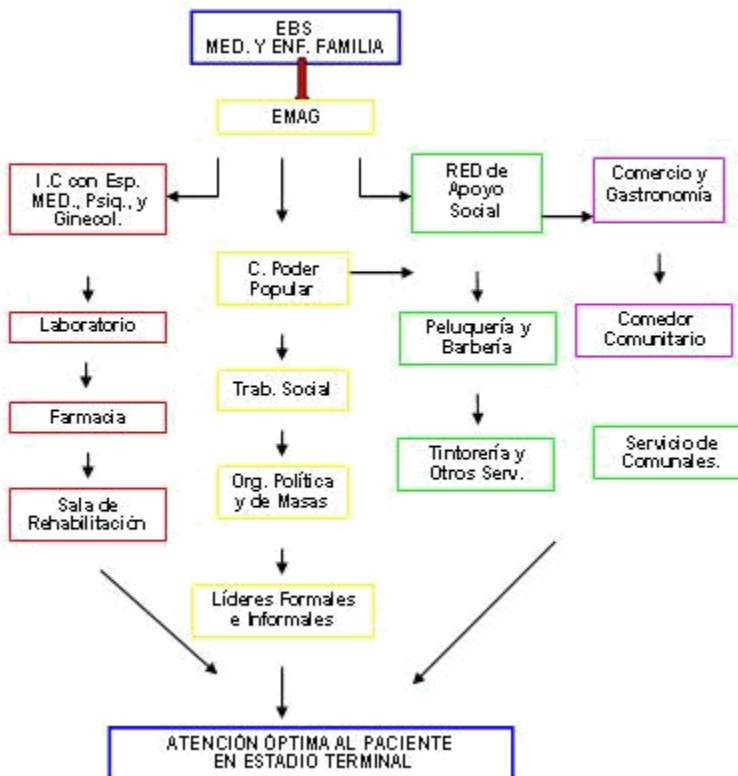 EBS
MED. Y ENF. FAMILIA
EMAG
I.C con Esp.
MED., Psiq., y
Ginecol.
RED de
Apoyo
Social
Comercio y
Gastronomía
C. Poder
Popular
Laboratorio
Peluquería y
Barbería
Comedor
Comunitario
Trab. Social
Farmacia
Org. Política
y de Masas
Tintorería y
Otros Serv.
Servicio de
Comunales.
Sala de
Rehabilitación
Líderes Formales
e Informales
ATENCIÓN ÓPTIMA AL PACIENTE
EN ESTADIO TERMINAL